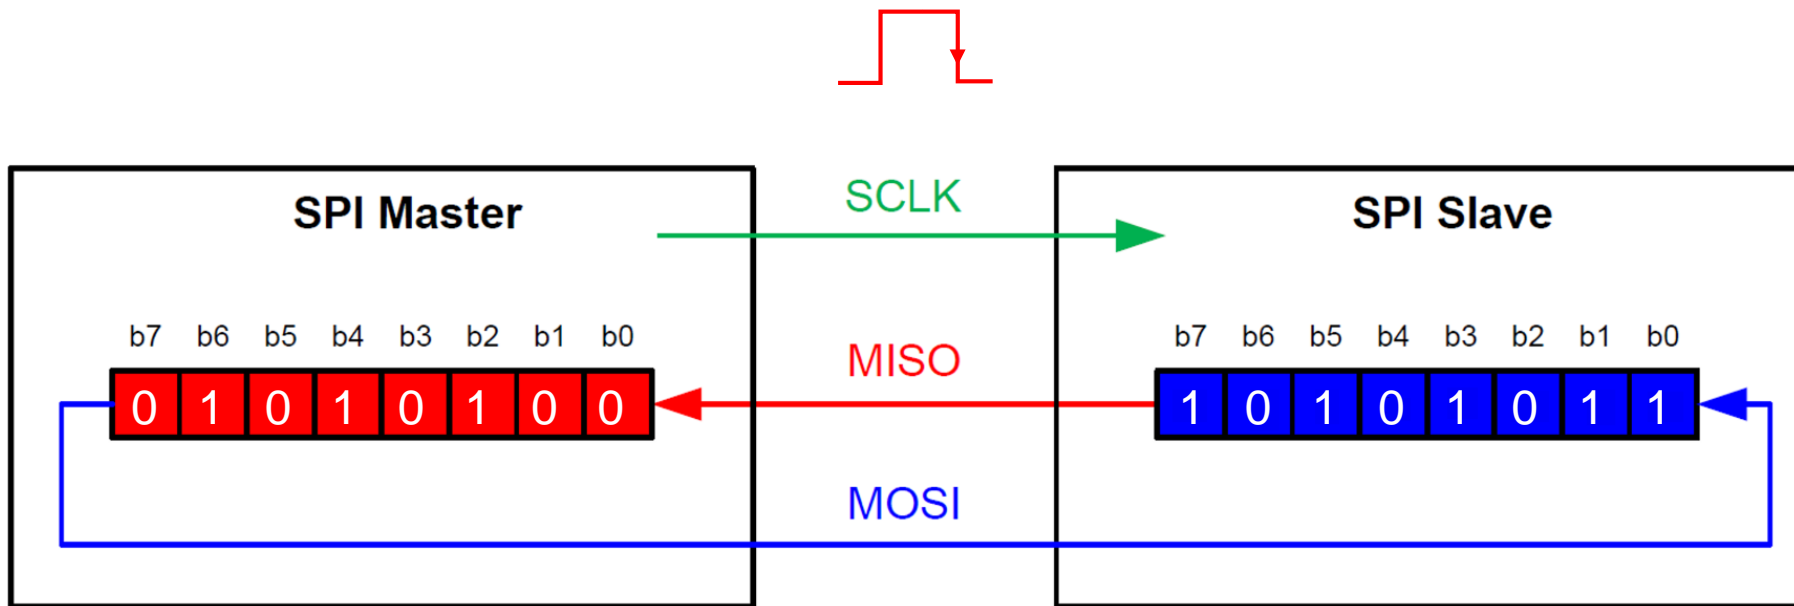 SPI Master
SCLK
SPI Slave
b7 b6 b5 b4 b3 b2 b1 b0
MISO
b7 b6 b5 b4 b3 b2 b1 b0
0 1 0 1 0 1 0 0
1 0 1 0 1 0 1 1
MOSI